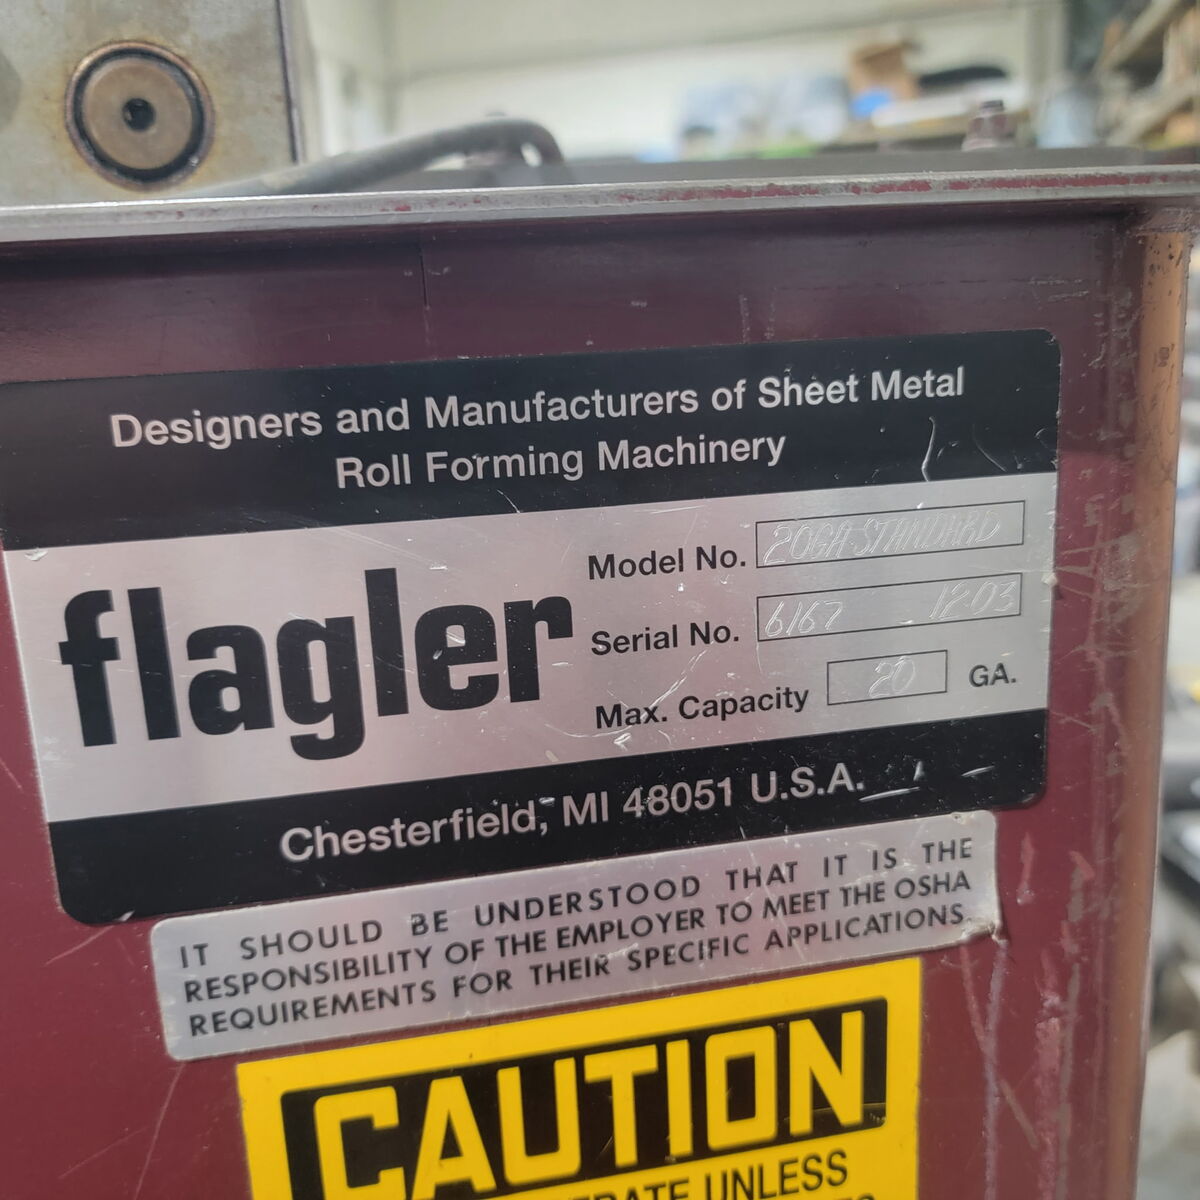 Designers and Manufacturers of Sheet Metal
Roll Forming Machinery
flagler
Model No. 20GA STANDARD
Serial No. 6167 12-03
Max. Capacity 20 GA.
Chesterfield, MI 48051 U.S.A.
IT SHOULD BE UNDERSTOOD THAT IT IS THE
RESPONSIBILITY OF THE EMPLOYER TO MEET THE OSHA
REQUIREMENTS FOR THEIR SPECIFIC APPLICATIONS.
CAUTION
UNLESS